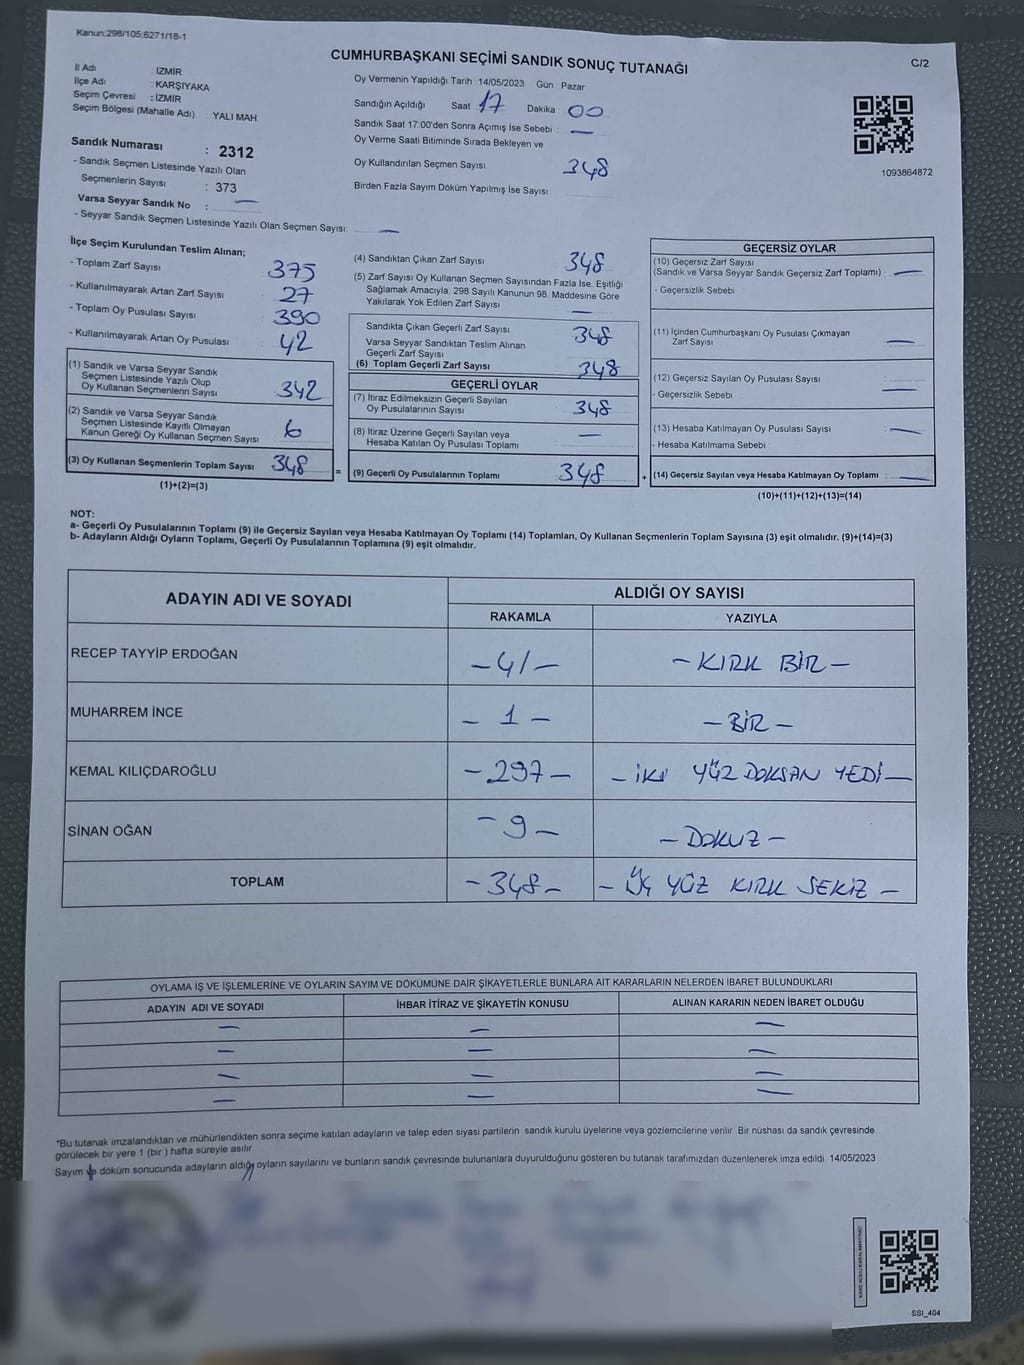 Kanun:298/105;6271/18-1
CUMHURBAŞKANI SEÇİMİ SANDIK SONUÇ TUTANAĞI
C/2
İl Adı : İZMİR
İlçe Adı : KARŞIYAKA
Seçim Çevresi : İZMİR
Seçim Bölgesi (Mahalle Adı) : YALI MAH.
Sandık Numarası : 2312
- Sandık Seçmen Listesinde Yazılı Olan
Seçmenlerin Sayısı : 373
Varsa Seyyar Sandık No : —
- Seyyar Sandık Seçmen Listesinde Yazılı Olan Seçmen Sayısı: —
Oy Vermenin Yapıldığı Tarih : 14/05/2023 Gün Pazar
Sandığın Açıldığı Saat 17 Dakika 00
Sandık Saat 17:00'den Sonra Açımış İse Sebebi : —
Oy Verme Saati Bitiminde Sırada Bekleyen ve
Oy Kullandırılan Seçmen Sayısı 348
Birden Fazla Sayım Döküm Yapılmış İse Sayısı
1093864872
İlçe Seçim Kurulundan Teslim Alınan;
- Toplam Zarf Sayısı 375
- Kullanılmayarak Artan Zarf Sayısı 27
- Toplam Oy Pusulası Sayısı 390
- Kullanılmayarak Artan Oy Pusulası 42
(1) Sandık ve Varsa Seyyar Sandık
Seçmen Listesinde Yazılı Olup
Oy Kullanan Seçmenlerin Sayısı 342
(2) Sandık ve Varsa Seyyar Sandık
Seçmen Listesinde Kayıtlı Olmayan
Kanun Gereği Oy Kullanan Seçmen Sayısı 6
(3) Oy Kullanan Seçmenlerin Toplam Sayısı 348
(1)+(2)=(3)
=
(4) Sandıktan Çıkan Zarf Sayısı 348
(5) Zarf Sayısı Oy Kullanan Seçmen Sayısından Fazla İse, Eşitliği
Sağlamak Amacıyla, 298 Sayılı Kanunun 98. Maddesine Göre
Yakılarak Yok Edilen Zarf Sayısı —
Sandıkta Çıkan Geçerli Zarf Sayısı 348
Varsa Seyyar Sandıktan Teslim Alınan
Geçerli Zarf Sayısı
(6) Toplam Geçerli Zarf Sayısı 348
GEÇERLİ OYLAR
(7) İtiraz Edilmeksizin Geçerli Sayılan
Oy Pusulalarının Sayısı 348
(8) İtiraz Üzerine Geçerli Sayılan veya
Hesaba Katılan Oy Pusulası Toplamı —
(9) Geçerli Oy Pusulalarının Toplamı 348
+
GEÇERSİZ OYLAR
(10) Geçersiz Zarf Sayısı
(Sandık ve Varsa Seyyar Sandık Geçersiz Zarf Toplamı) : —
- Geçersizlik Sebebi
(11) İçinden Cumhurbaşkanı Oy Pusulası Çıkmayan
Zarf Sayısı : —
(12) Geçersiz Sayılan Oy Pusulası Sayısı : —
- Geçersizlik Sebebi
(13) Hesaba Katılmayan Oy Pusulası Sayısı : —
- Hesaba Katılmama Sebebi
(14) Geçersiz Sayılan veya Hesaba Katılmayan Oy Toplamı : —
(10)+(11)+(12)+(13)=(14)
NOT:
a- Geçerli Oy Pusulalarının Toplamı (9) ile Geçersiz Sayılan veya Hesaba Katılmayan Oy Toplamı (14) Toplamları, Oy Kullanan Seçmenlerin Toplam Sayısına (3) eşit olmalıdır. (9)+(14)=(3)
b- Adayların Aldığı Oyların Toplamı, Geçerli Oy Pusulalarının Toplamına (9) eşit olmalıdır.
ADAYIN ADI VE SOYADI ALDIĞI OY SAYISI
RAKAMLA YAZIYLA
RECEP TAYYİP ERDOĞAN - 41 - - KIRK BİR -
MUHARREM İNCE - 1 - - BİR -
KEMAL KILIÇDAROĞLU - 297 - - İKİ YÜZ DOKSAN YEDİ -
SİNAN OĞAN - 9 - - DOKUZ -
TOPLAM - 348 - - ÜÇ YÜZ KIRK SEKİZ -
OYLAMA İŞ VE İŞLEMLERİNE VE OYLARIN SAYIM VE DÖKÜMÜNE DAİR ŞİKAYETLERLE BUNLARA AİT KARARLARIN NELERDEN İBARET BULUNDUKLARI
ADAYIN ADI VE SOYADI İHBAR İTİRAZ VE ŞİKAYETİN KONUSU ALINAN KARARIN NEDEN İBARET OLDUĞU
— — —
— — —
— — —
— — —
*Bu tutanak imzalandıktan ve mühürlendikten sonra seçime katılan adayların ve talep eden siyasi partilerin sandık kurulu üyelerine veya gözlemcilerine verilir. Bir nüshası da sandık çevresinde
görülecek bir yere 1 (bir ) hafta süreyle asılır.
Sayım ve döküm sonucunda adayların aldığı oyların sayılarını ve bunların sandık çevresinde bulunanlara duyurulduğunu gösteren bu tutanak tarafımızdan düzenlenerek imza edildi. 14/05/2023
SSI_404